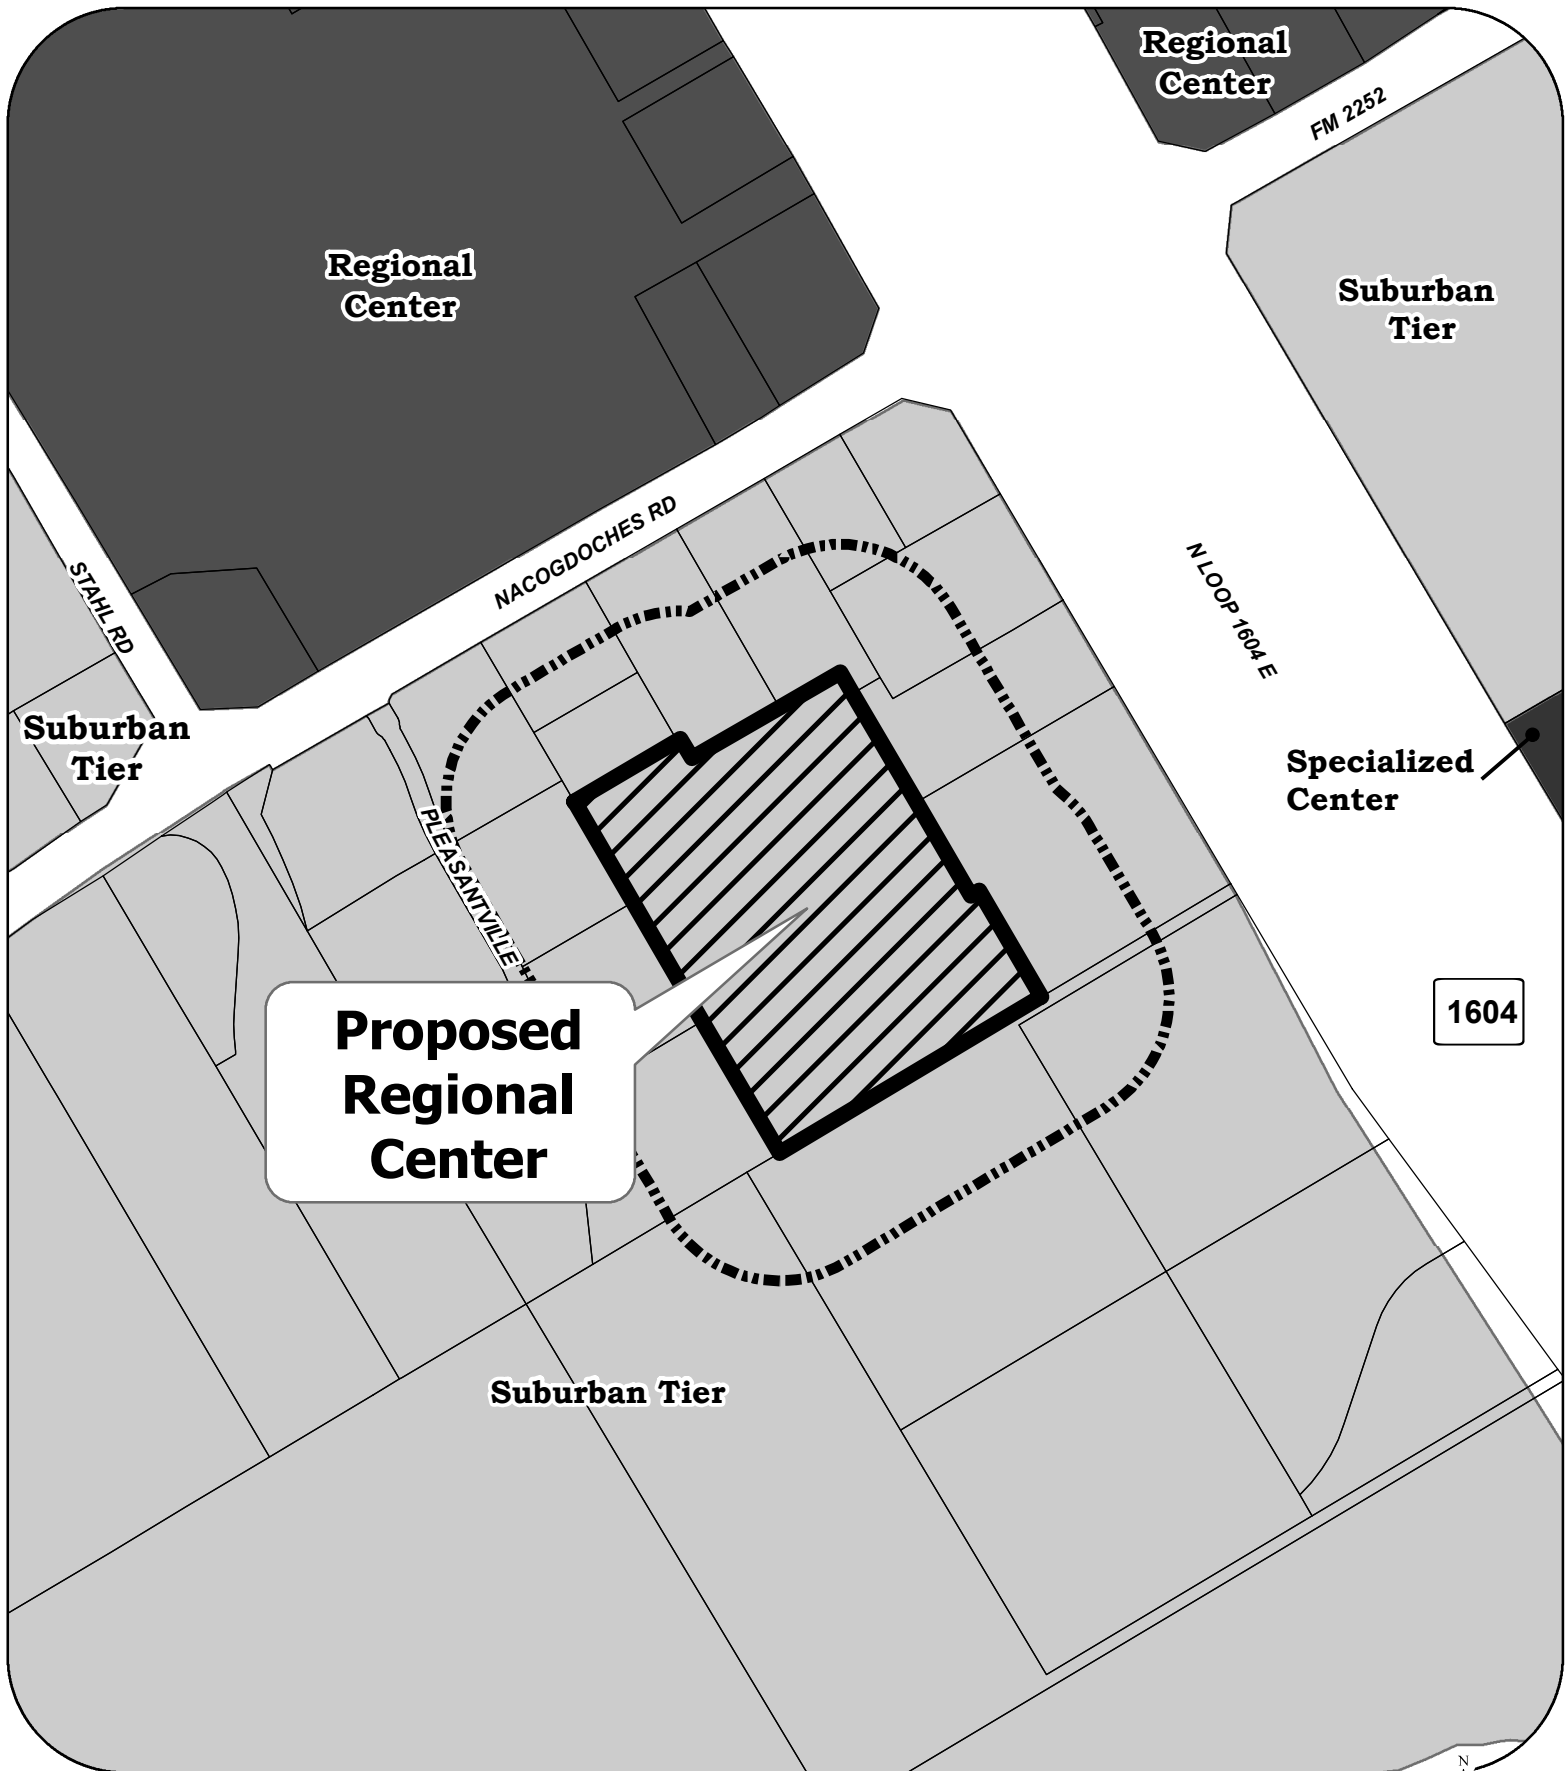 Regional
Center
FM 2252
Regional
Center
Suburban
Tier
NACOGDOCHES RD
STAHL RD
N LOOP 1604 E
Suburban
Tier
Specialized
Center
PLEASANTVILLE
1604
Proposed
Regional
Center
Suburban Tier
N